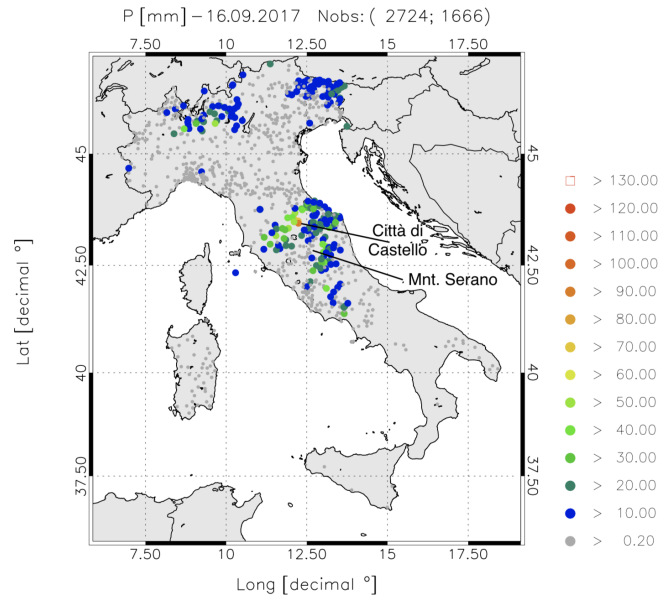 P [mm] – 16.09.2017 Nobs: ( 2724; 1666)
7.50 10 12.50 15 17.50
45 45
42.50 42.50
40 40
37.50 37.50
Lat [decimal °]
Città di
Castello
Mnt. Serano
7.50 10 12.50 15 17.50
Long [decimal °]
> 130.00
> 120.00
> 110.00
> 100.00
> 90.00
> 80.00
> 70.00
> 60.00
> 50.00
> 40.00
> 30.00
> 20.00
> 10.00
> 0.20